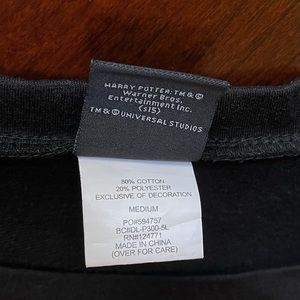 HARRY POTTER: TM & ©
Warner Bros.
Entertainment Inc.
(s15)
TM & © UNIVERSAL STUDIOS
80% COTTON
20% POLYESTER
EXCLUSIVE OF DECORATION
MEDIUM
PO#594757
BC#DL-P300-5L
RN#124771
MADE IN CHINA
(OVER FOR CARE)